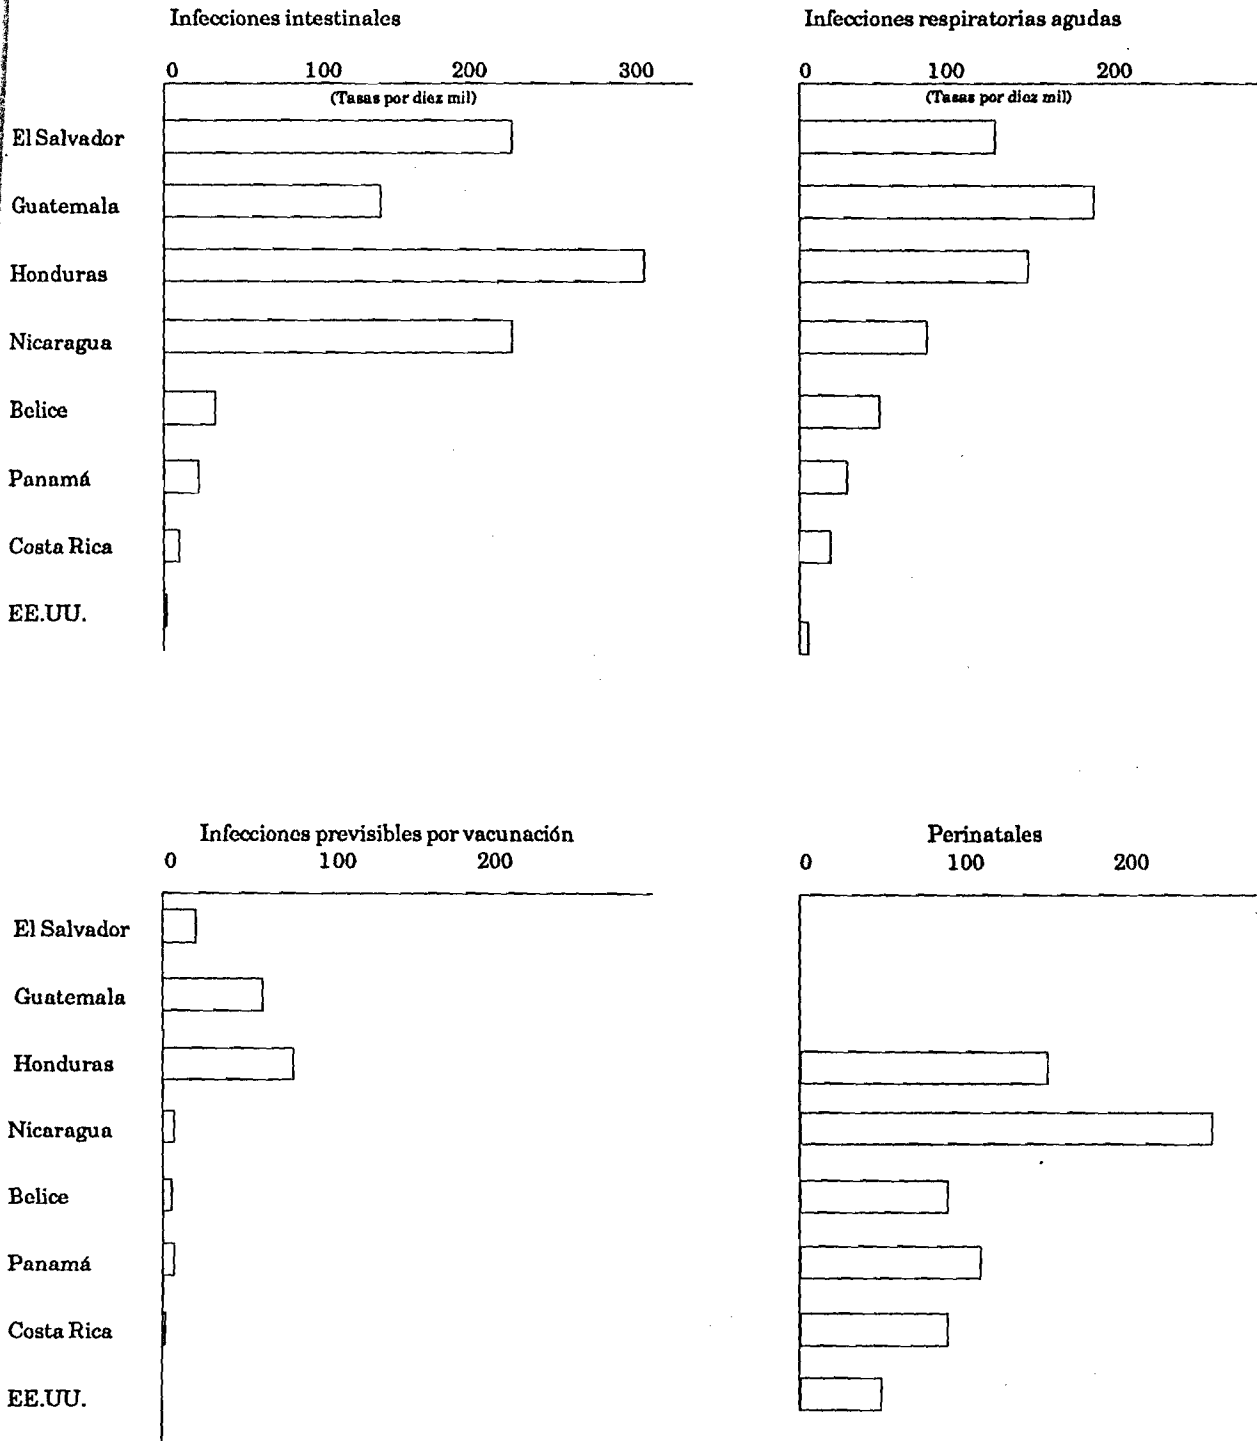 Infecciones intestinales
0 100 200 300
(Tasas por diez mil)
El Salvador
Guatemala
Honduras
Nicaragua
Belice
Panamá
Costa Rica
EE.UU.
Infecciones respiratorias agudas
0 100 200
(Tasas por diez mil)
Infecciones previsibles por vacunación
0 100 200
El Salvador
Guatemala
Honduras
Nicaragua
Belice
Panamá
Costa Rica
EE.UU.
Perinatales
0 100 200